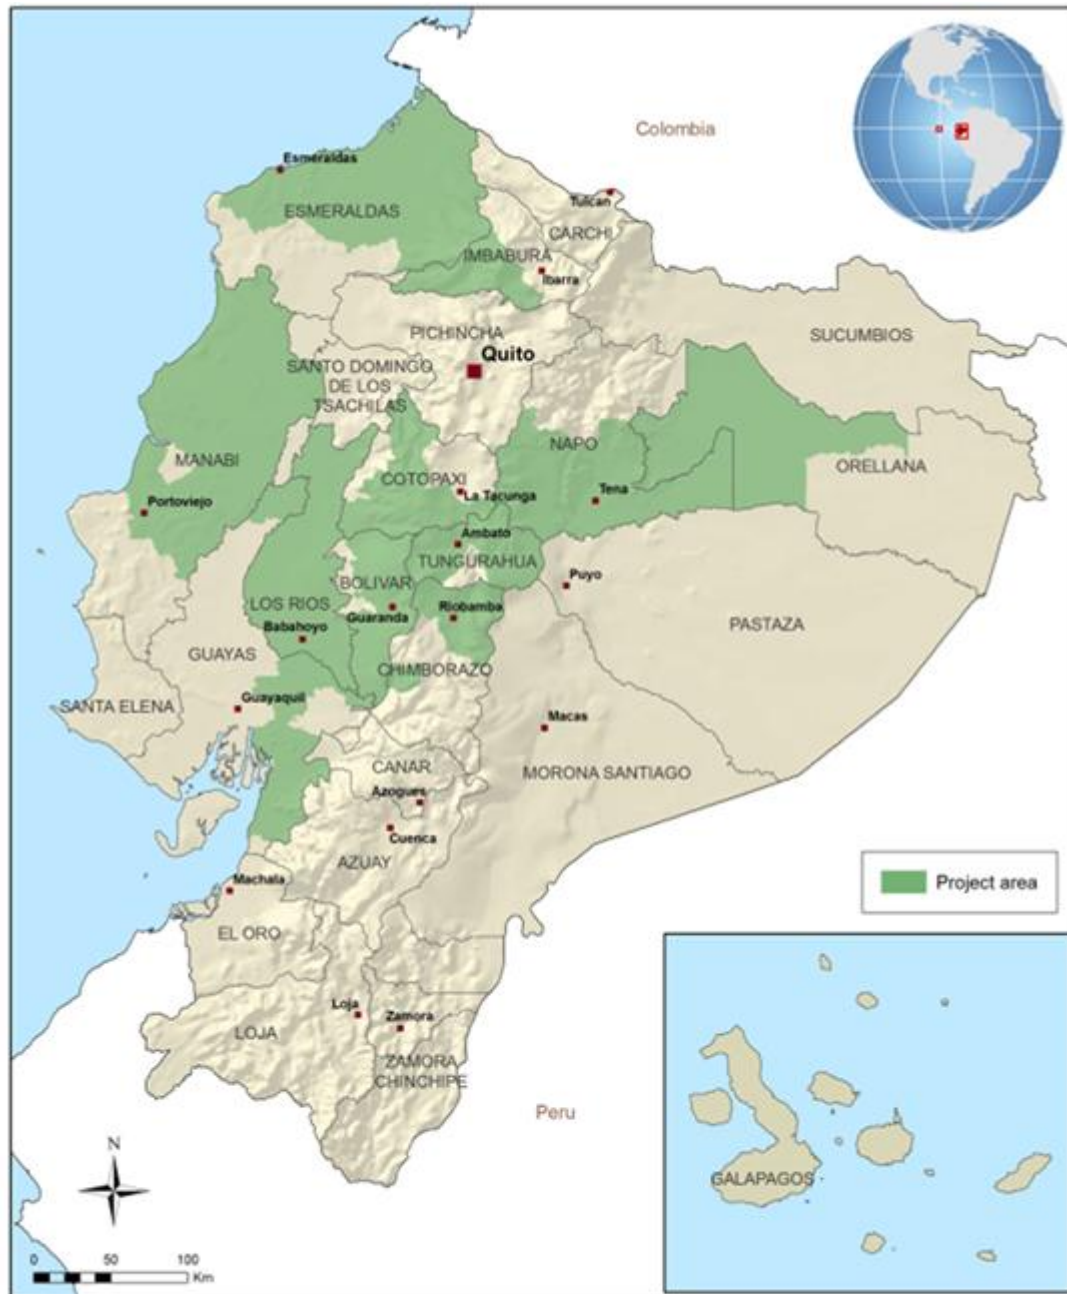 Colombia
Esmeraldas
ESMERALDAS
Tulcan
CARCHI
IMBABURA
Ibarra
SUCUMBIOS
PICHINCHA
Quito
SANTO DOMINGO
DE LOS
TSACHILAS
NAPO
MANABI
ORELLANA
COTOPAXI
La Tacunga
Tena
Portoviejo
Ambato
TUNGURAHUA
Puyo
BOLIVAR
LOS RIOS
Guaranda
Riobamba
PASTAZA
Babahoyo
GUAYAS
CHIMBORAZO
SANTA ELENA
Guayaquil
Macas
CANAR
MORONA SANTIAGO
Azogues
Cuenca
AZUAY
Machala
Project area
EL ORO
Loja
Zamora
LOJA
ZAMORA
CHINCHIPE
Peru
N
GALAPAGOS
0 50 100
Km